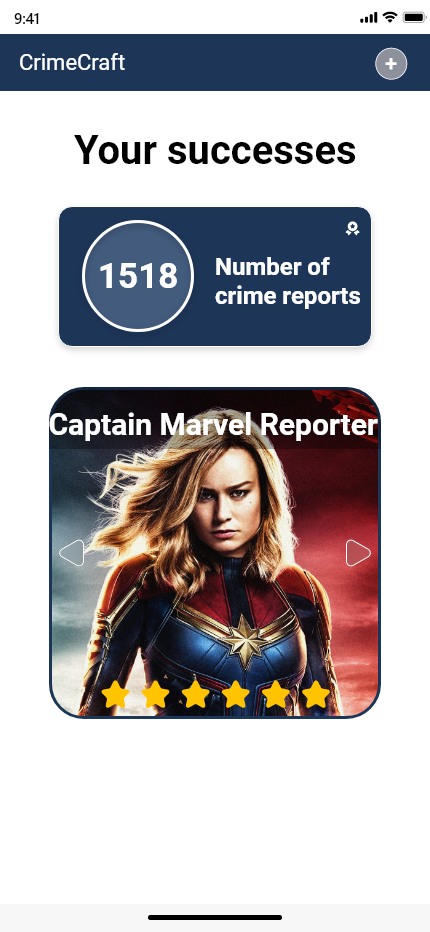 9:41
CrimeCraft
+
Your successes
1518
Number of
crime reports
Captain Marvel Reporter